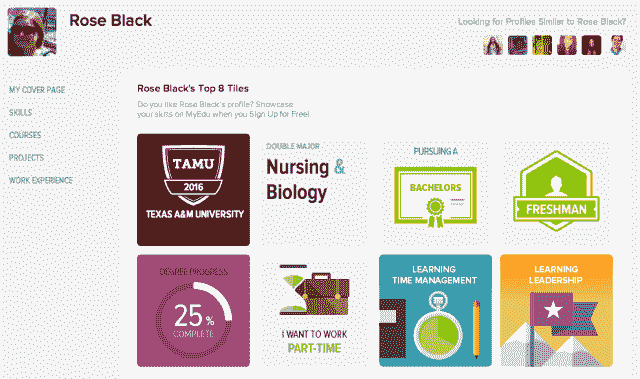 Rose Black
Looking for Profiles Similar to Rose Black?
MY COVER PAGE
SKILLS
COURSES
PROJECTS
WORK EXPERIENCE
Rose Black's Top 8 Tiles
Do you like Rose Black's profile? Showcase
your skills on MyEdu when you Sign Up for Free!
TAMU
2016
TEXAS A&M UNIVERSITY
DOUBLE MAJOR
Nursing &
Biology
PURSUING A
BACHELORS
FRESHMAN
DEGREE PROGRESS
25%
COMPLETE
I WANT TO WORK
PART-TIME
LEARNING
TIME MANAGEMENT
LEARNING
LEADERSHIP